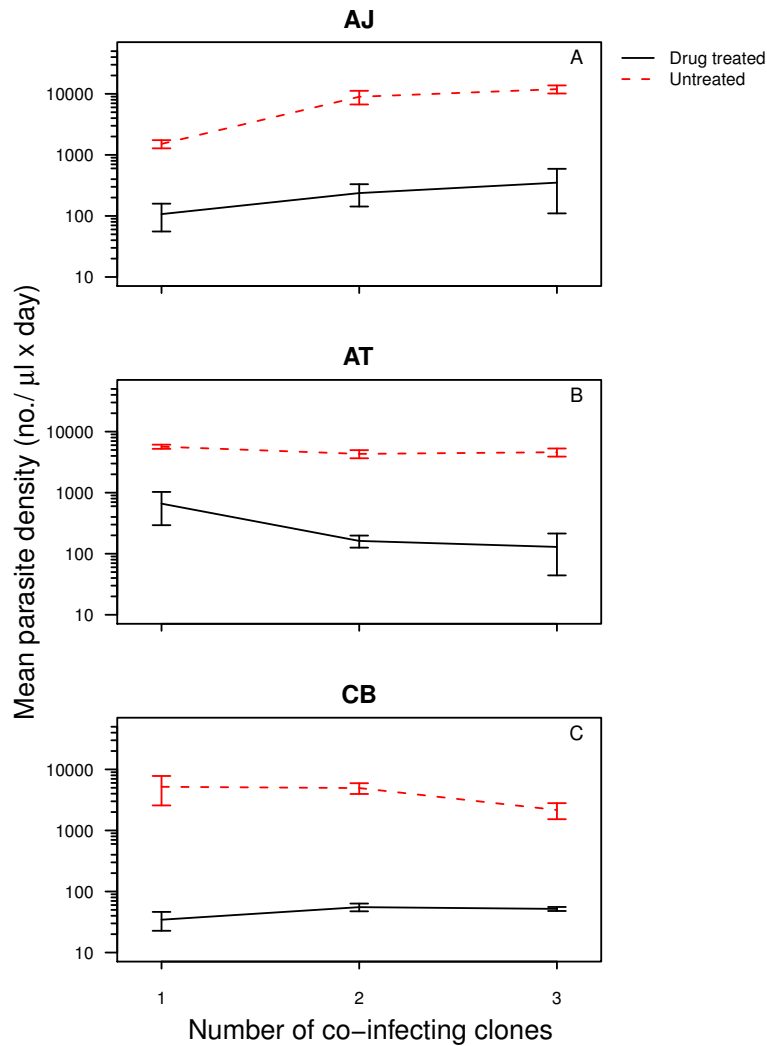 AJ
A
Drug treated
Untreated
10000
1000
100
10
AT
B
10000
1000
100
10
CB
C
10000
1000
100
10
1 2 3
Number of co−infecting clones
Mean parasite density (no./ μl x day)